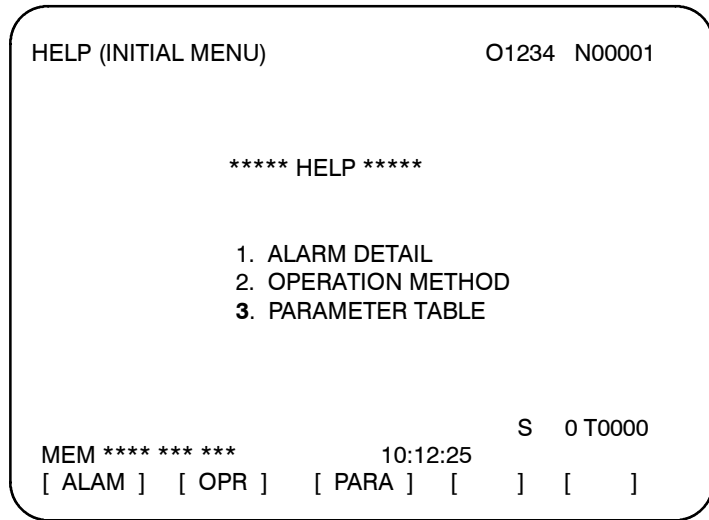 HELP (INITIAL MENU) O1234 N00001
***** HELP *****
1. ALARM DETAIL
2. OPERATION METHOD
3. PARAMETER TABLE
S 0 T0000
MEM **** *** *** 10:12:25
[ ALAM ] [ OPR ] [ PARA ] [ ] [ ]